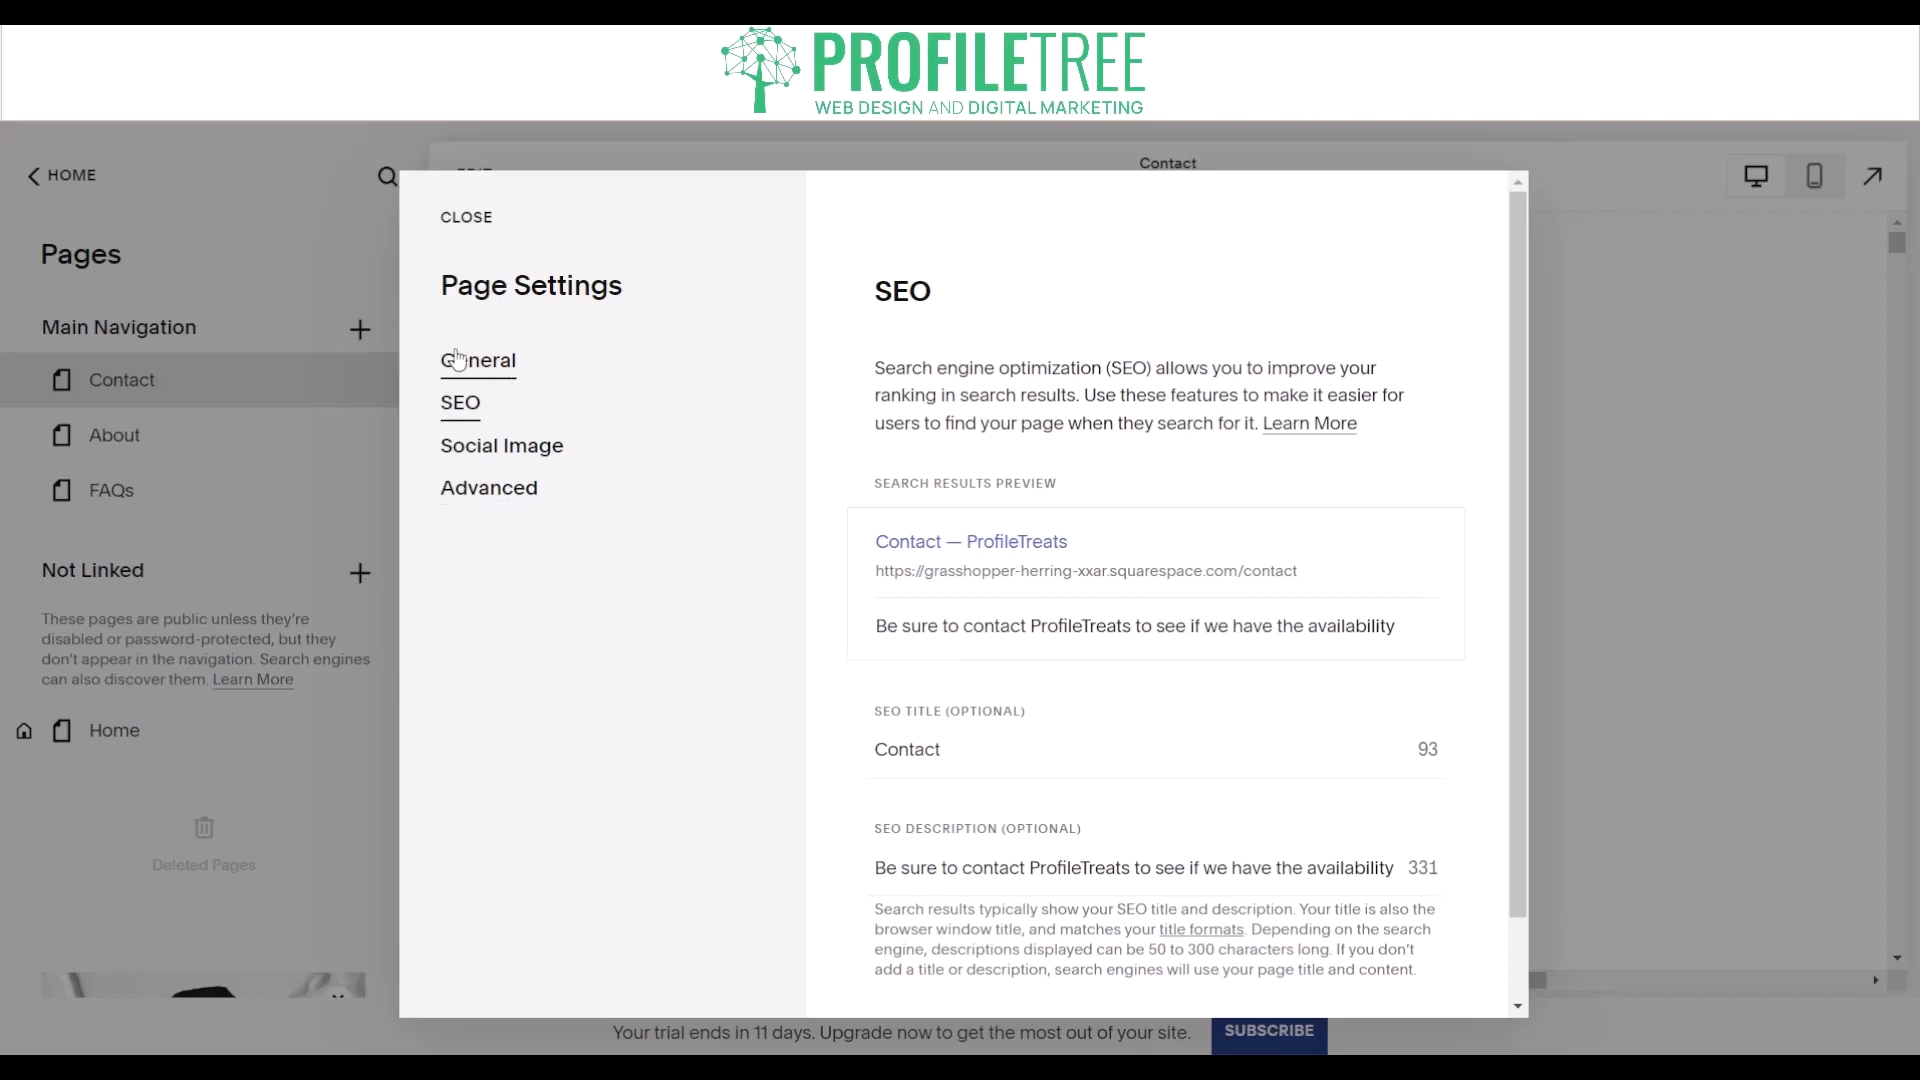 PROFILETREE
WEB DESIGN AND DIGITAL MARKETING
HOME
Contact
CLOSE
Pages
Page Settings
Main Navigation
Contact
About
FAQs
General
SEO
Social Image
Advanced
Not Linked
These pages are public unless they're
disabled or password-protected, but they
don't appear in the navigation. Search engines
can also discover them. Learn More
Home
Deleted Pages
SEO
Search engine optimization (SEO) allows you to improve your
ranking in search results. Use these features to make it easier for
users to find your page when they search for it. Learn More
SEARCH RESULTS PREVIEW
Contact — ProfileTreats
https://grasshopper-herring-xxar.squarespace.com/contact
Be sure to contact ProfileTreats to see if we have the availability
SEO TITLE (OPTIONAL)
Contact 93
SEO DESCRIPTION (OPTIONAL)
Be sure to contact ProfileTreats to see if we have the availability 331
Search results typically show your SEO title and description. Your title is also the
browser window title, and matches your title formats. Depending on the search
engine, descriptions displayed can be 50 to 300 characters long. If you don't
add a title or description, search engines will use your page title and content.
Your trial ends in 11 days. Upgrade now to get the most out of your site.
SUBSCRIBE